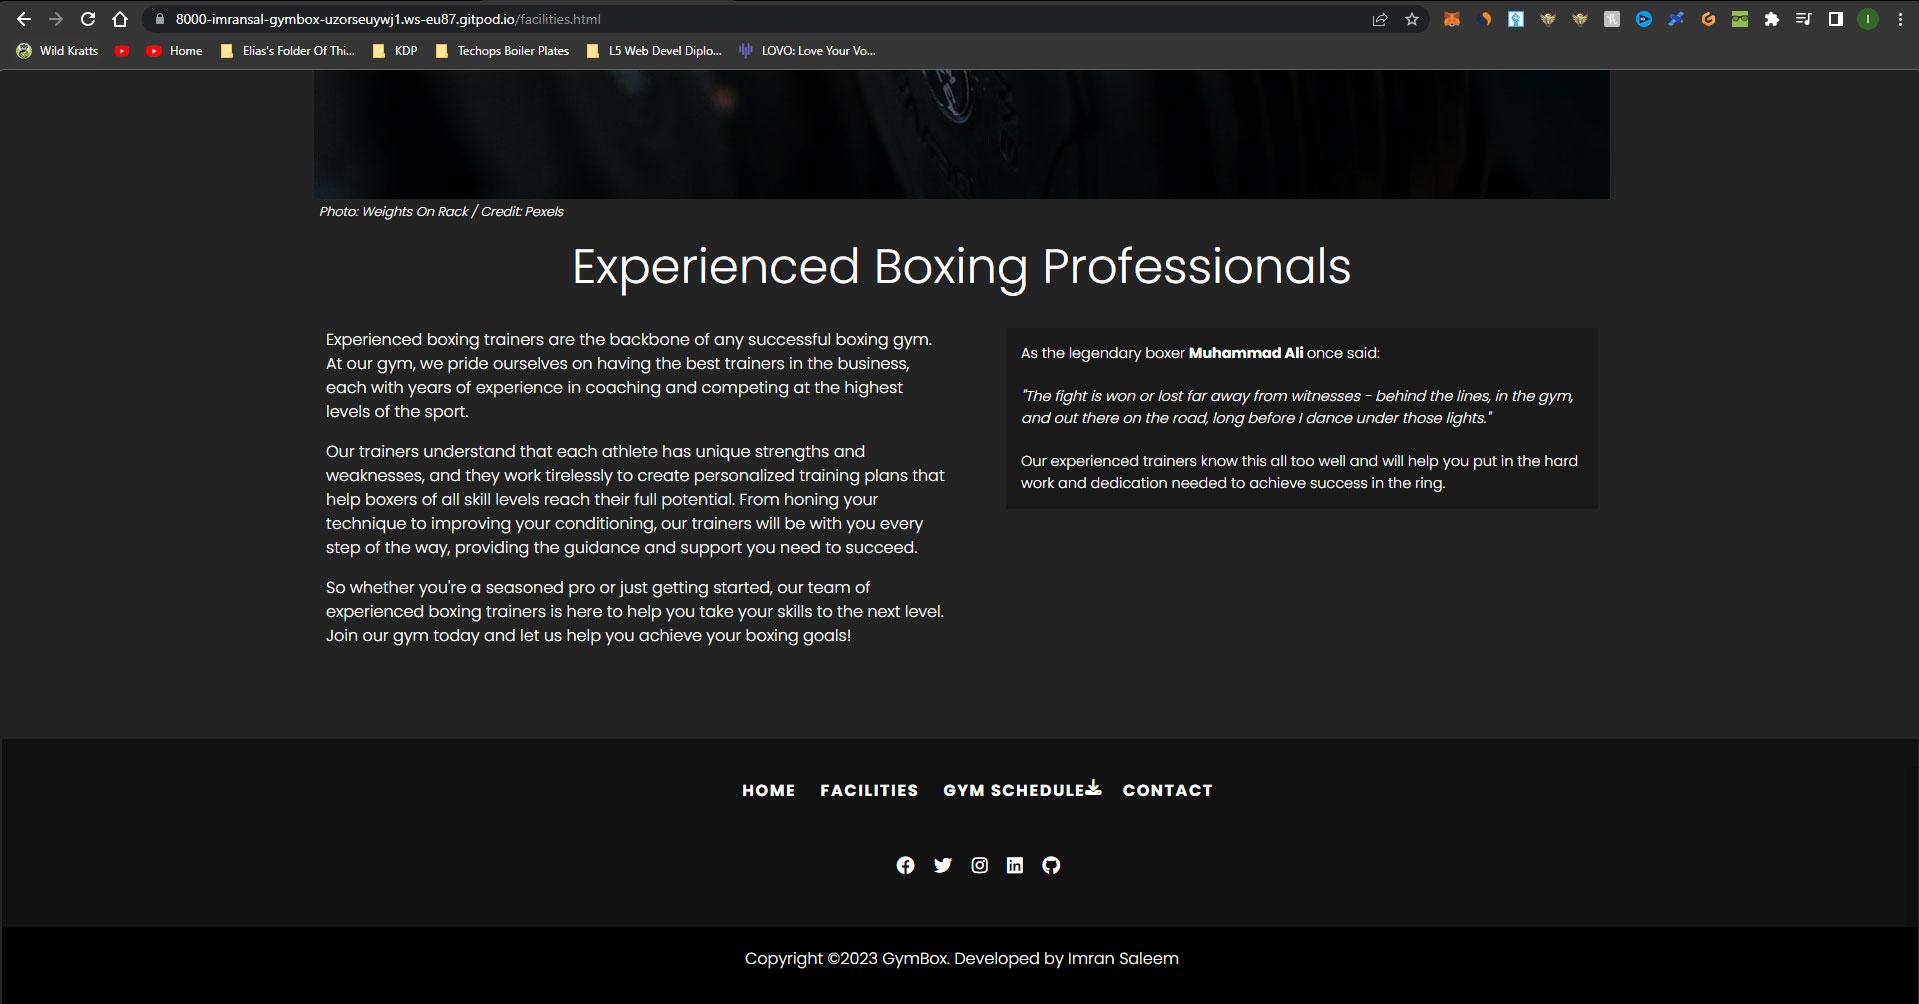 8000-imransal-gymbox-uzorseuywj1.ws-eu87.gitpod.io/facilities.html
Wild Kratts Home Elias's Folder Of Thi... KDP Techops Boiler Plates L5 Web Devel Diplo... LOVO: Love Your Vo...
Photo: Weights On Rack / Credit: Pexels
Experienced Boxing Professionals
Experienced boxing trainers are the backbone of any successful boxing gym.
At our gym, we pride ourselves on having the best trainers in the business,
each with years of experience in coaching and competing at the highest
levels of the sport.
Our trainers understand that each athlete has unique strengths and
weaknesses, and they work tirelessly to create personalized training plans that
help boxers of all skill levels reach their full potential. From honing your
technique to improving your conditioning, our trainers will be with you every
step of the way, providing the guidance and support you need to succeed.
So whether you're a seasoned pro or just getting started, our team of
experienced boxing trainers is here to help you take your skills to the next level.
Join our gym today and let us help you achieve your boxing goals!
As the legendary boxer Muhammad Ali once said:
"The fight is won or lost far away from witnesses - behind the lines, in the gym,
and out there on the road, long before I dance under those lights."
Our experienced trainers know this all too well and will help you put in the hard
work and dedication needed to achieve success in the ring.
HOME FACILITIES GYM SCHEDULE CONTACT
Copyright ©2023 GymBox. Developed by Imran Saleem